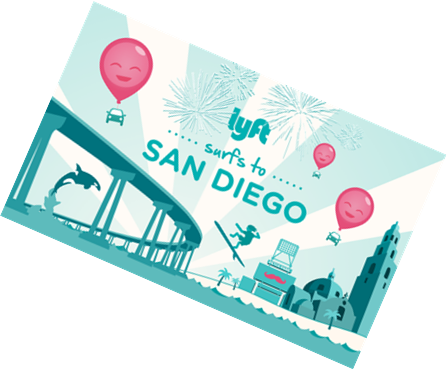 lyft
surfs to
SAN DIEGO